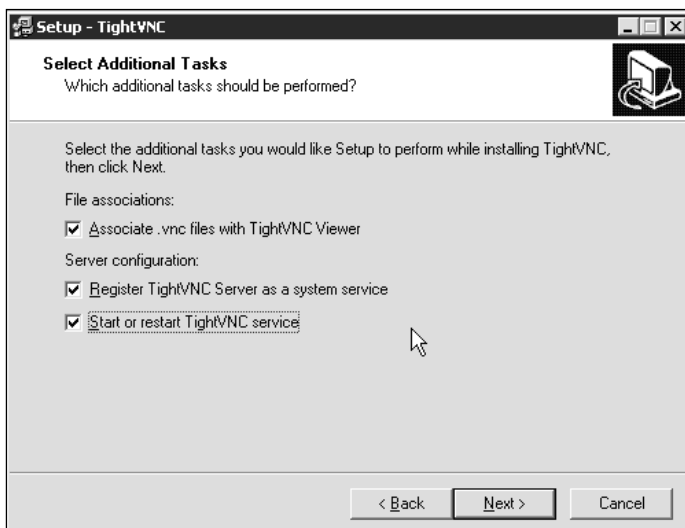 Setup - TightVNC
Select Additional Tasks
Which additional tasks should be performed?
Select the additional tasks you would like Setup to perform while installing TightVNC,
then click Next.
File associations:
Associate .vnc files with TightVNC Viewer
Server configuration:
Register TightVNC Server as a system service
Start or restart TightVNC service
< Back Next > Cancel